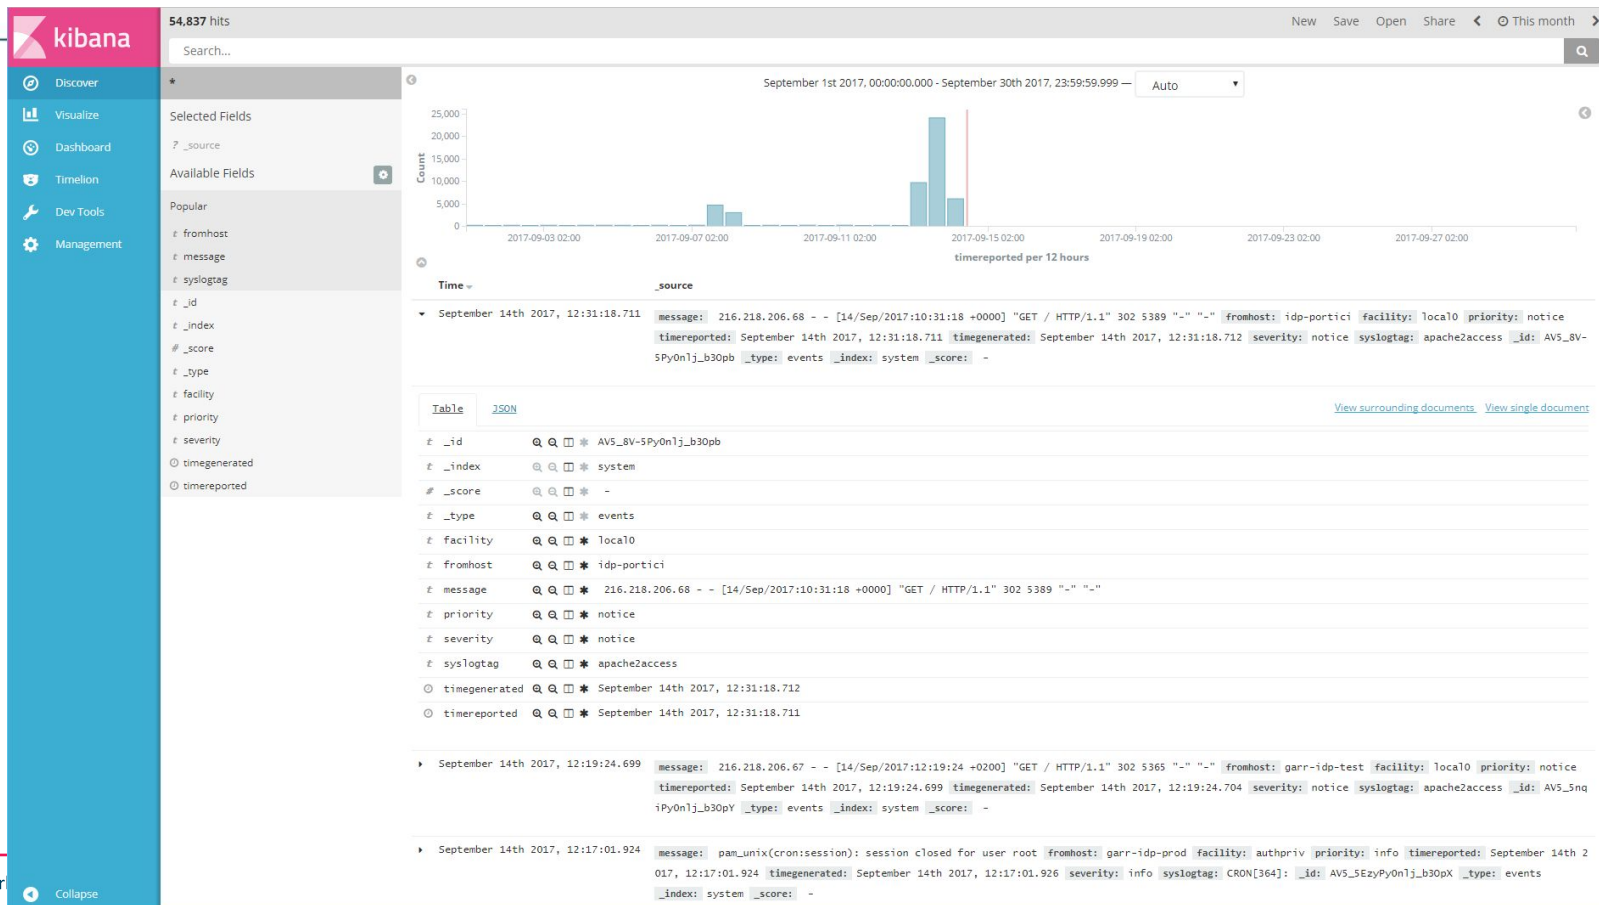 54,837 hits
New Save Open Share This month
kibana
Search...
Discover
Visualize
Dashboard
Timelion
Dev Tools
Management
Collapse
*
Selected Fields
? _source
Available Fields
Popular
t fromhost
t message
t syslogtag
t _id
t _index
# _score
t _type
t facility
t priority
t severity
timegenerated
timereported
September 1st 2017, 00:00:00.000 - September 30th 2017, 23:59:59.999 — Auto
25,000
20,000
15,000
10,000
5,000
0
Count
2017-09-03 02:00 2017-09-07 02:00 2017-09-11 02:00 2017-09-15 02:00 2017-09-19 02:00 2017-09-23 02:00 2017-09-27 02:00
timereported per 12 hours
Time _source
September 14th 2017, 12:31:18.711 message: 216.218.206.68 - - [14/Sep/2017:10:31:18 +0000] "GET / HTTP/1.1" 302 5389 "-" "-" fromhost: idp-portici facility: local0 priority: notice
timereported: September 14th 2017, 12:31:18.711 timegenerated: September 14th 2017, 12:31:18.712 severity: notice syslogtag: apache2access _id: AV5_8V-
5PyOnlj_b3Opb _type: events _index: system _score: -
Table JSON View surrounding documents View single document
t _id AV5_8V-5PyOnlj_b3Opb
t _index system
# _score -
t _type events
t facility local0
t fromhost idp-portici
t message 216.218.206.68 - - [14/Sep/2017:10:31:18 +0000] "GET / HTTP/1.1" 302 5389 "-" "-"
t priority notice
t severity notice
t syslogtag apache2access
timegenerated September 14th 2017, 12:31:18.712
timereported September 14th 2017, 12:31:18.711
September 14th 2017, 12:19:24.699 message: 216.218.206.67 - - [14/Sep/2017:12:19:24 +0200] "GET / HTTP/1.1" 302 5365 "-" "-" fromhost: garr-idp-test facility: local0 priority: notice
timereported: September 14th 2017, 12:19:24.699 timegenerated: September 14th 2017, 12:19:24.704 severity: notice syslogtag: apache2access _id: AV5_5nq
iPyOnlj_b3OpY _type: events _index: system _score: -
September 14th 2017, 12:17:01.924 message: pam_unix(cron:session): session closed for user root fromhost: garr-idp-prod facility: authpriv priority: info timereported: September 14th 2
017, 12:17:01.924 timegenerated: September 14th 2017, 12:17:01.926 severity: info syslogtag: CRON[364]: _id: AV5_5EzyPyOnlj_b3OpX _type: events
_index: system _score: -